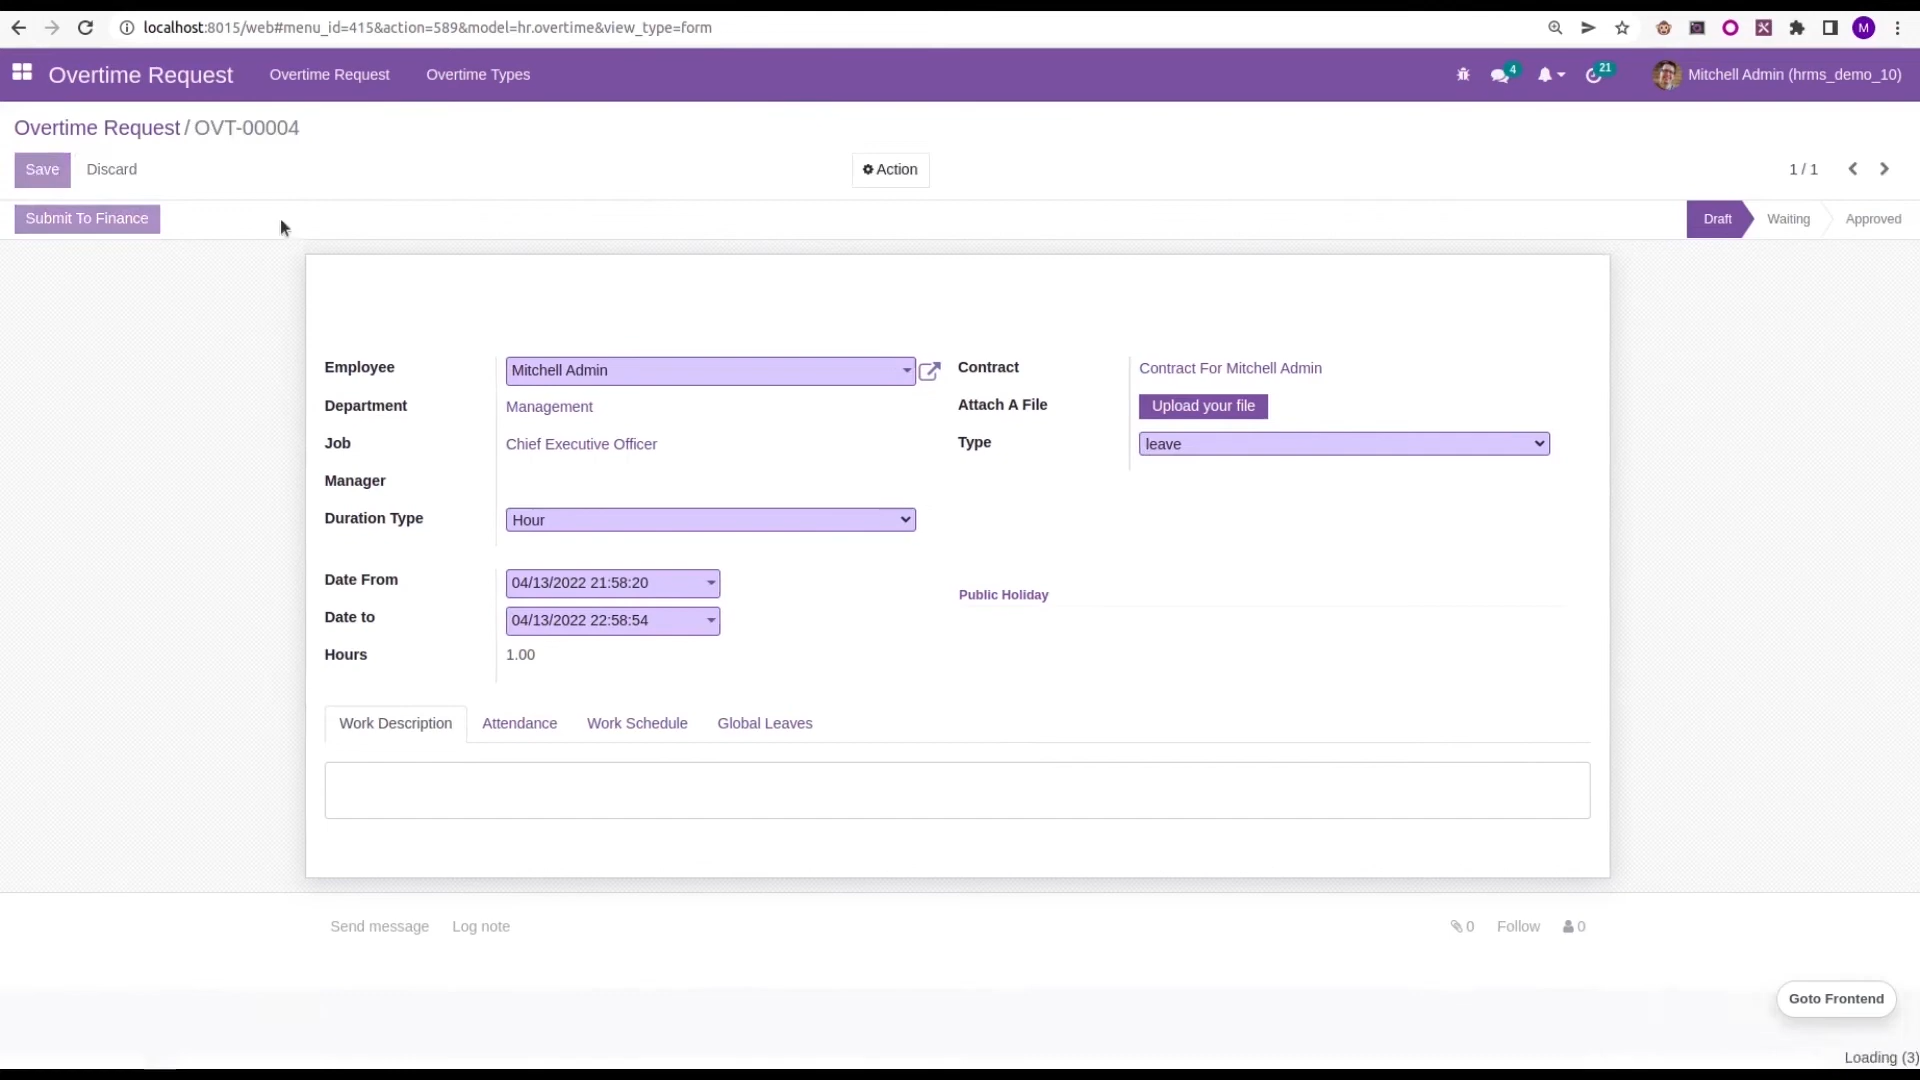 localhost:8015/web#menu_id=415&action=589&model=hr.overtime&view_type=form
M
Overtime Request
Overtime Request
Overtime Types
4
21
Mitchell Admin (hrms_demo_10)
Overtime Request / OVT-00004
Save
Discard
Action
1 / 1
Submit To Finance
Draft
Waiting
Approved
Employee
Mitchell Admin
Contract
Contract For Mitchell Admin
Department
Management
Attach A File
Upload your file
Job
Chief Executive Officer
Type
leave
Manager
Duration Type
Hour
Date From
04/13/2022 21:58:20
Public Holiday
Date to
04/13/2022 22:58:54
Hours
1.00
Work Description
Attendance
Work Schedule
Global Leaves
Send message
Log note
0
Follow
0
Goto Frontend
Loading (3)